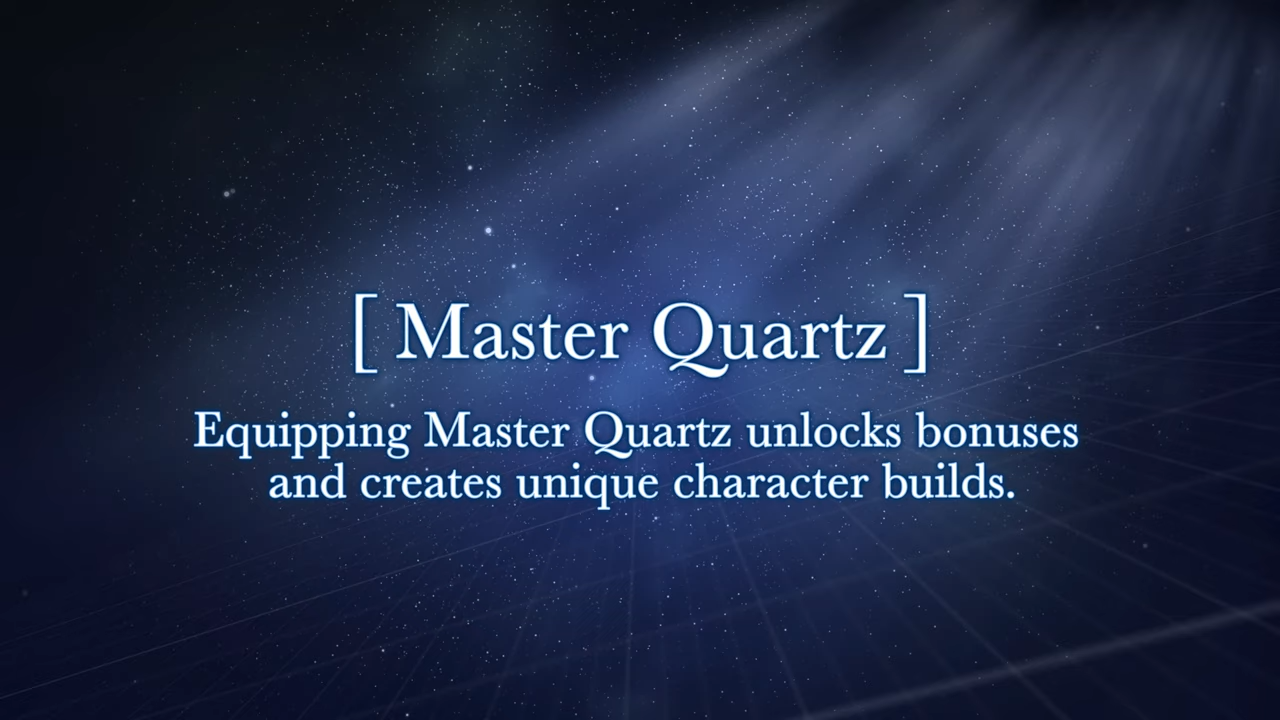 [ Master Quartz ]
Equipping Master Quartz unlocks bonuses
and creates unique character builds.